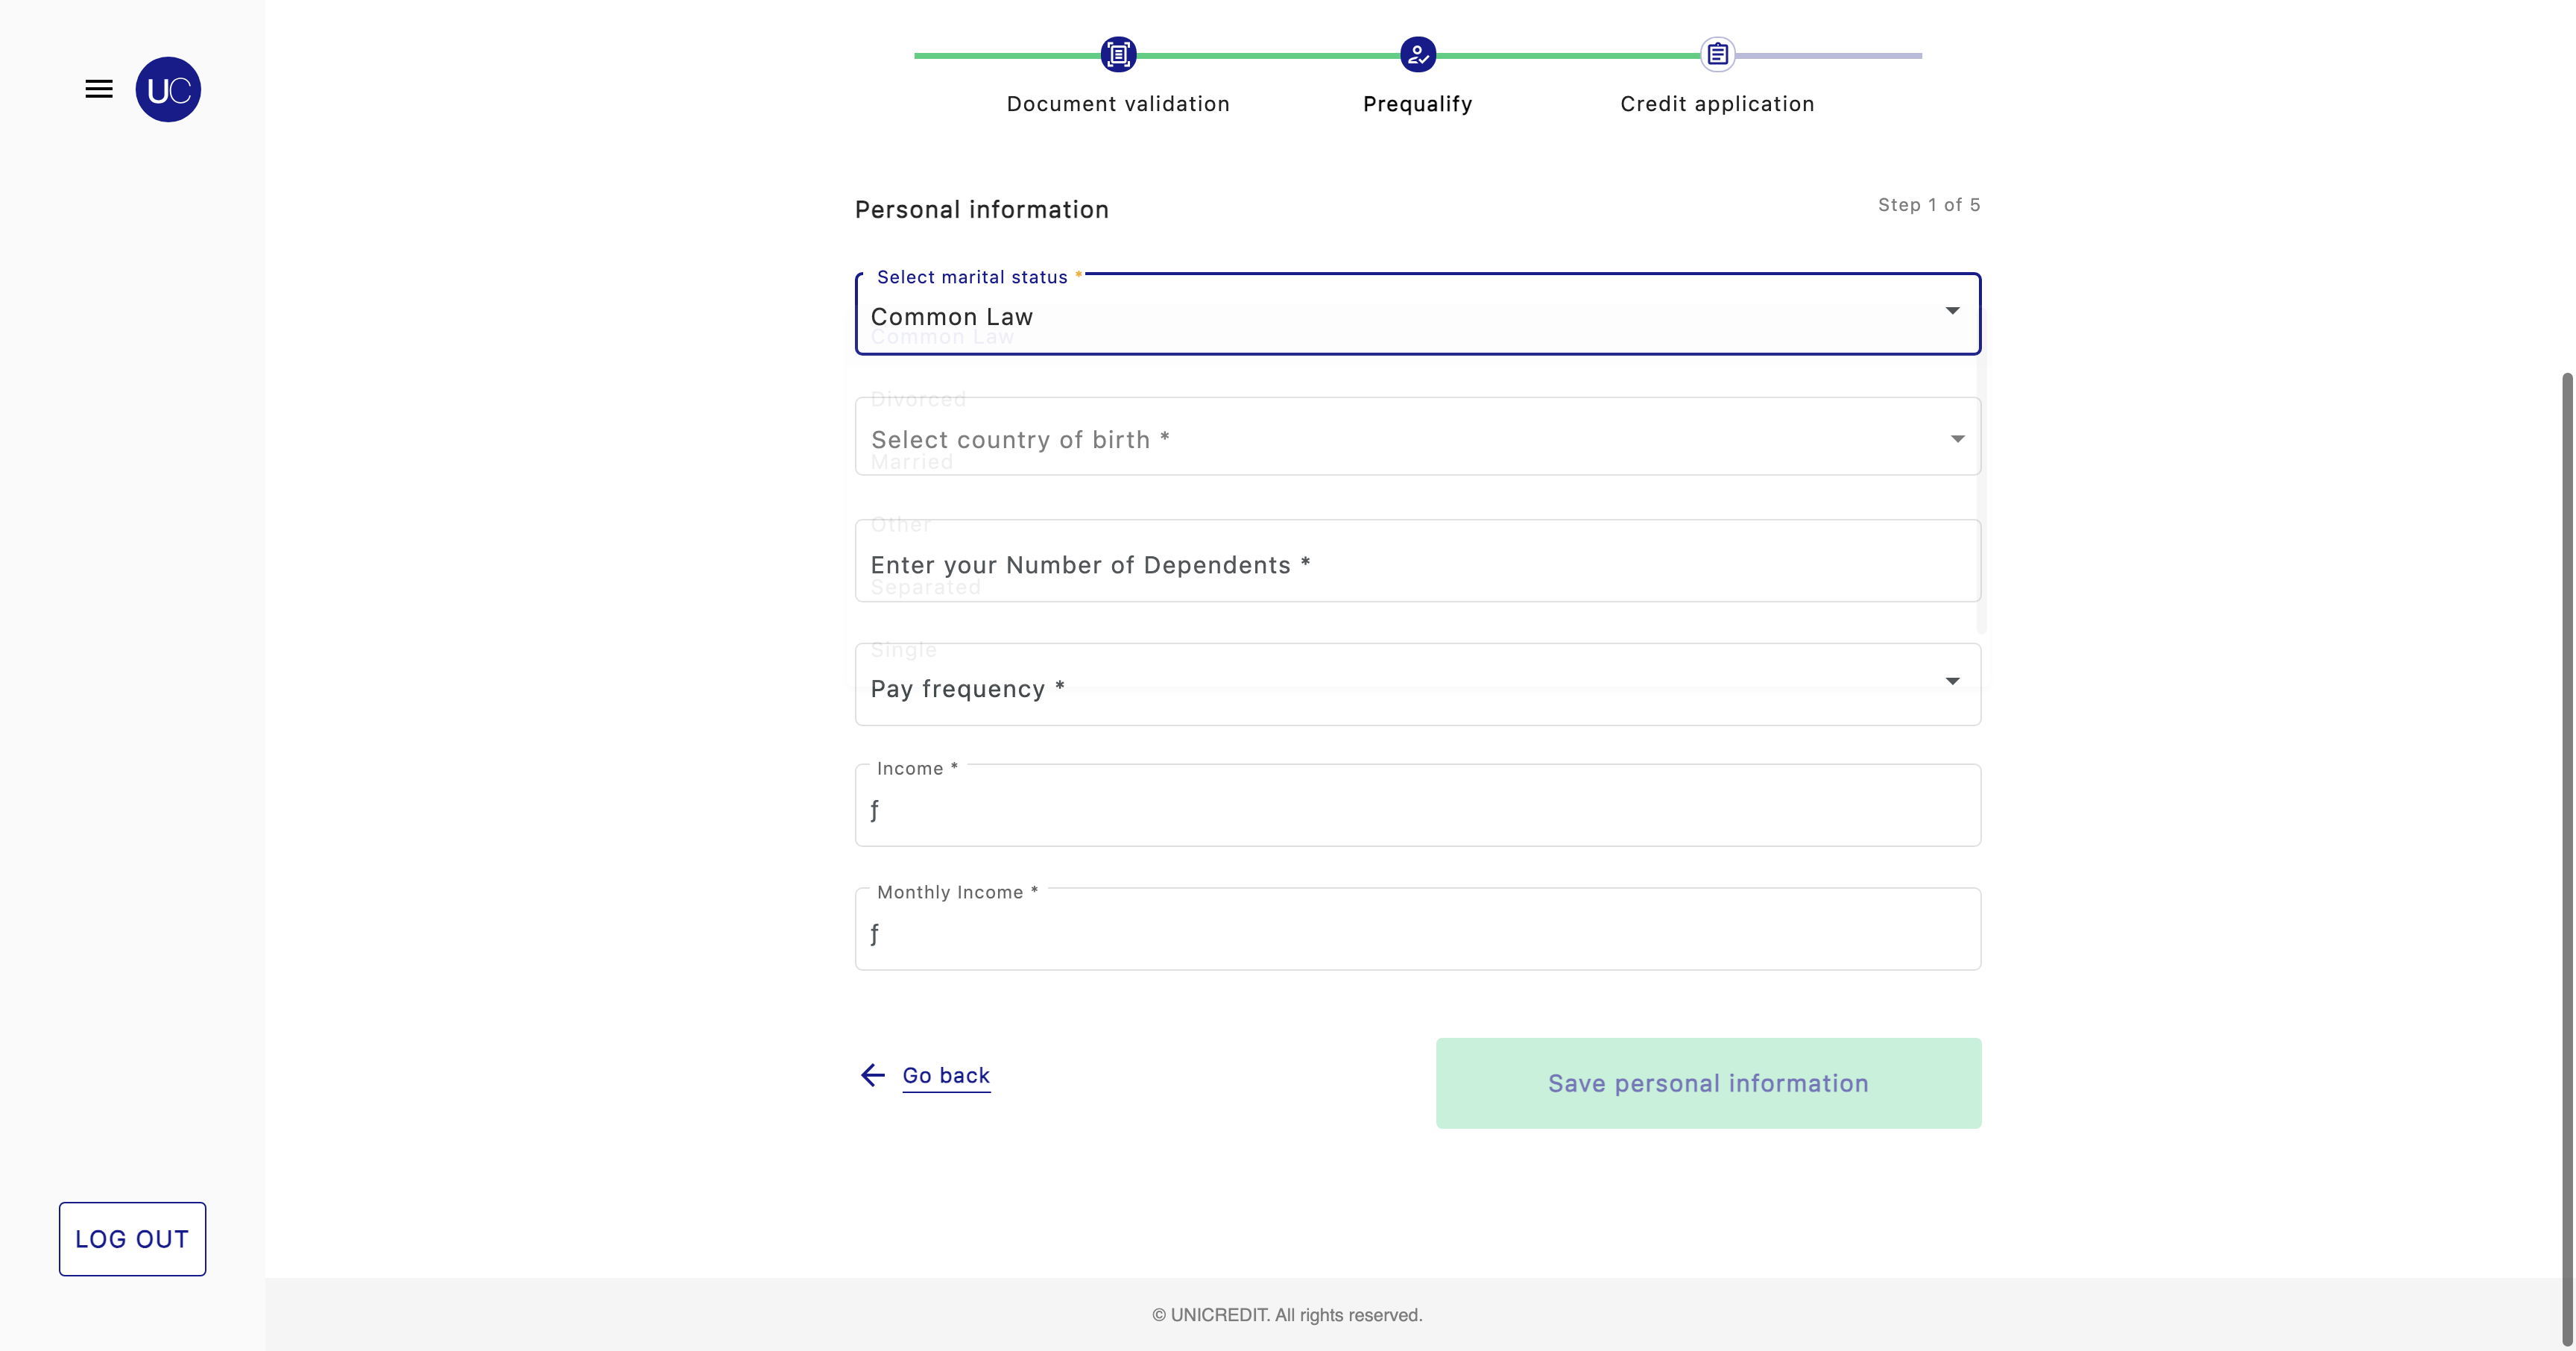 UC
Document validation
Prequalify
Credit application
Personal information
Step 1 of 5
Select marital status *
Common Law
Common Law
Divorced
Select country of birth *
Married
Other
Enter your Number of Dependents *
Separated
Single
Pay frequency *
Income *
ƒ
Monthly Income *
ƒ
Go back
Save personal information
LOG OUT
© UNICREDIT. All rights reserved.